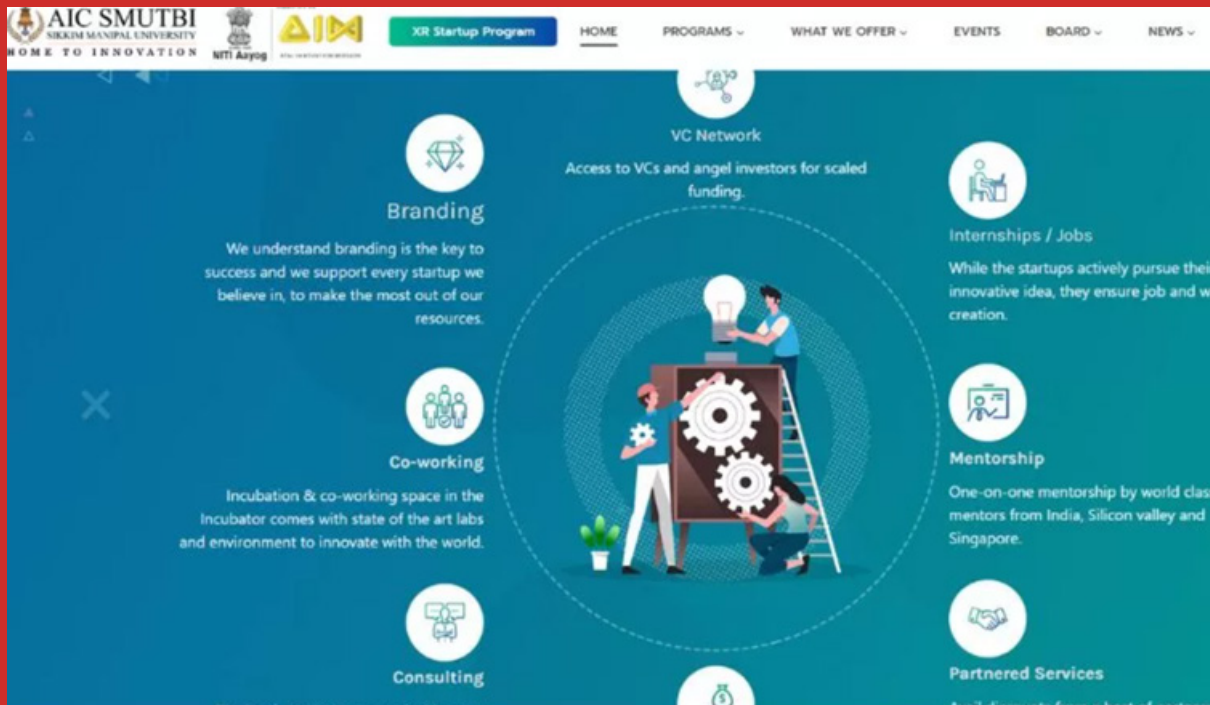 AIC SMUTBI
SIKKIM MANIPAL UNIVERSITY
HOME TO INNOVATION
NITI Aayog
AIM
XR Startup Program
HOME
PROGRAMS
WHAT WE OFFER
EVENTS
BOARD
NEWS
VC Network
Access to VCs and angel investors for scaled
funding.
Branding
We understand branding is the key to
success and we support every startup we
believe in, to make the most out of our
resources.
Internships / Jobs
While the startups actively pursue their
innovative idea, they ensure job and
creation.
Co-working
Incubation & co-working space in the
Incubator comes with state of the art labs
and environment to innovate with the world.
Mentorship
One-on-one mentorship by world
mentors from India, Silicon valley and
Singapore.
Consulting
Partnered Services